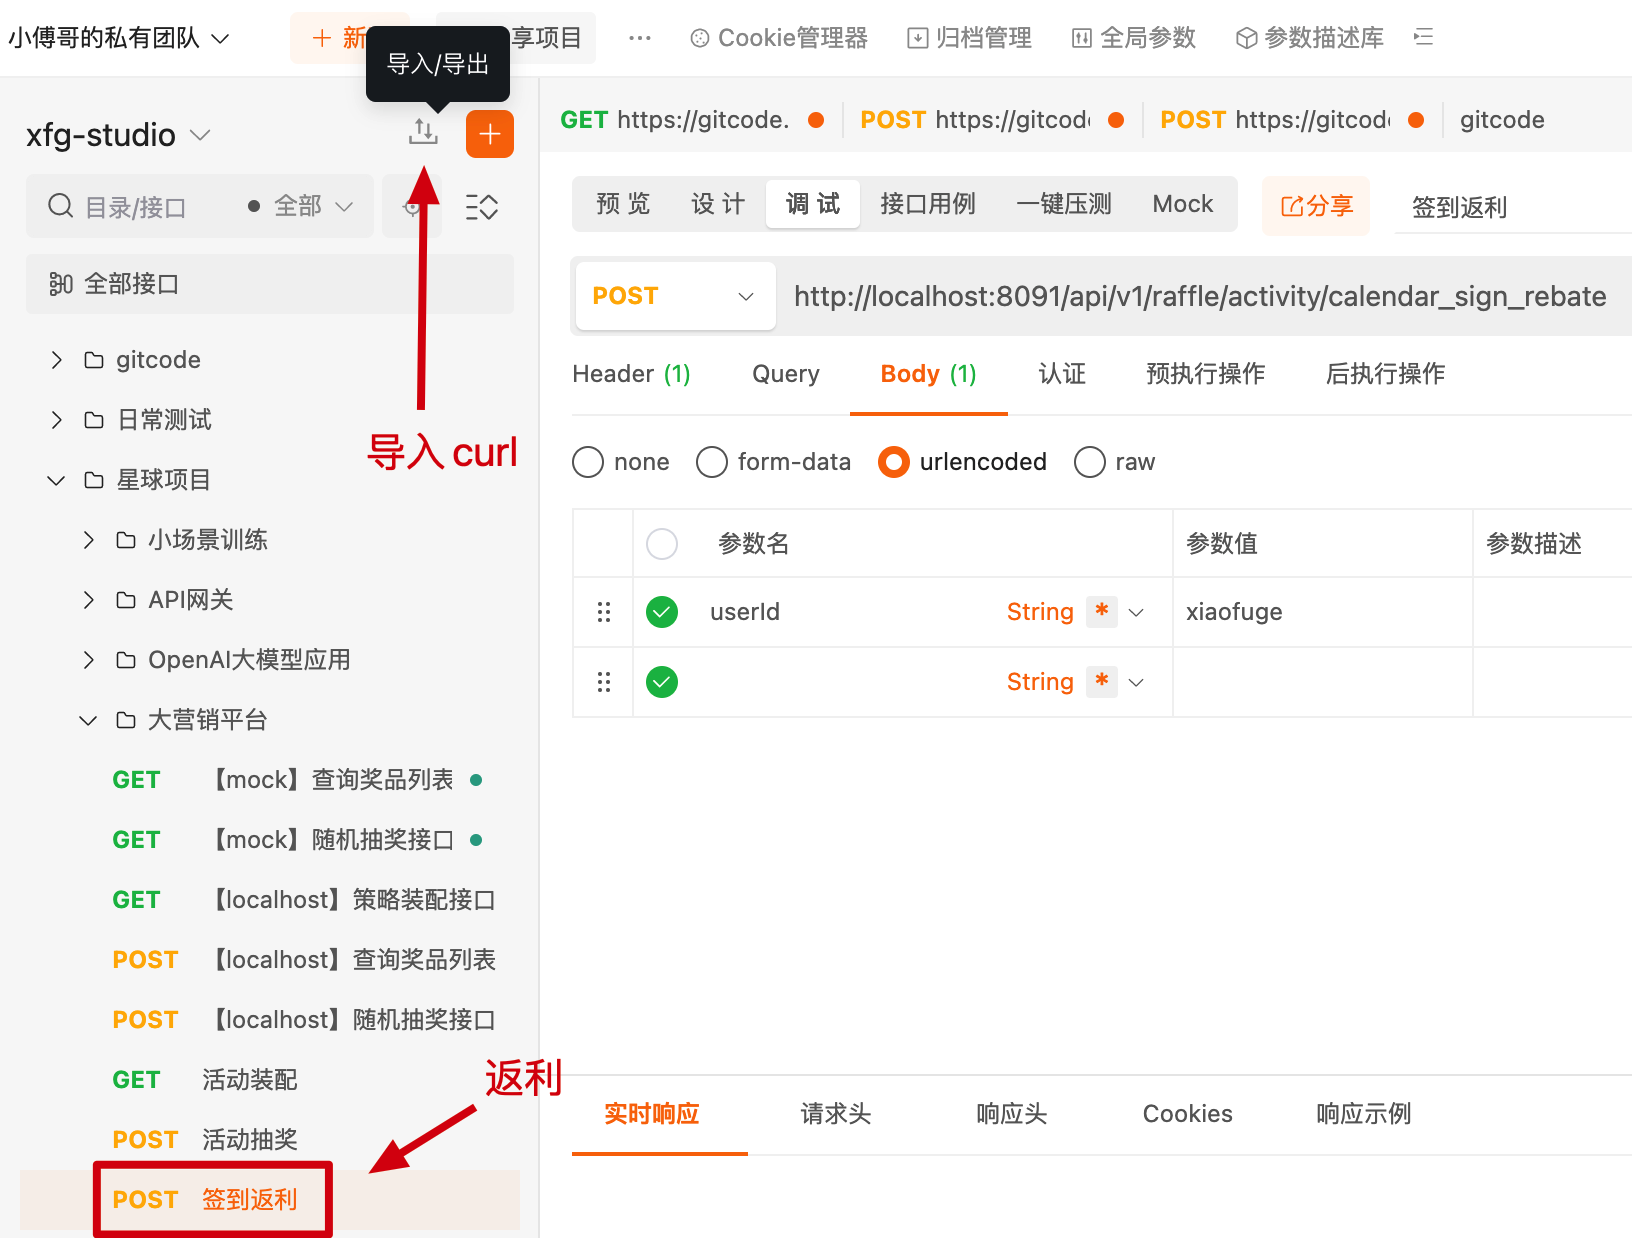 小傅哥的私有团队
新
享项目
···
Cookie管理器
归档管理
全局参数
参数描述库
导入/导出
xfg-studio
GET https://gitcode.
POST https://gitcod
POST https://gitcod
gitcode
目录/接口
全部
预览
设计
调试
接口用例
一键压测
Mock
分享
签到返利
全部接口
POST
http://localhost:8091/api/v1/raffle/activity/calendar_sign_rebate
gitcode
Header (1)
Query
Body (1)
认证
预执行操作
后执行操作
日常测试
导入 curl
none
form-data
urlencoded
raw
星球项目
小场景训练
参数名
参数值
参数描述
API网关
userId
String *
xiaofuge
OpenAI大模型应用
String *
大营销平台
GET 【mock】查询奖品列表
GET 【mock】随机抽奖接口
GET 【localhost】策略装配接口
POST 【localhost】查询奖品列表
POST 【localhost】随机抽奖接口
GET 活动装配
返利
实时响应
请求头
响应头
Cookies
响应示例
POST 活动抽奖
POST 签到返利